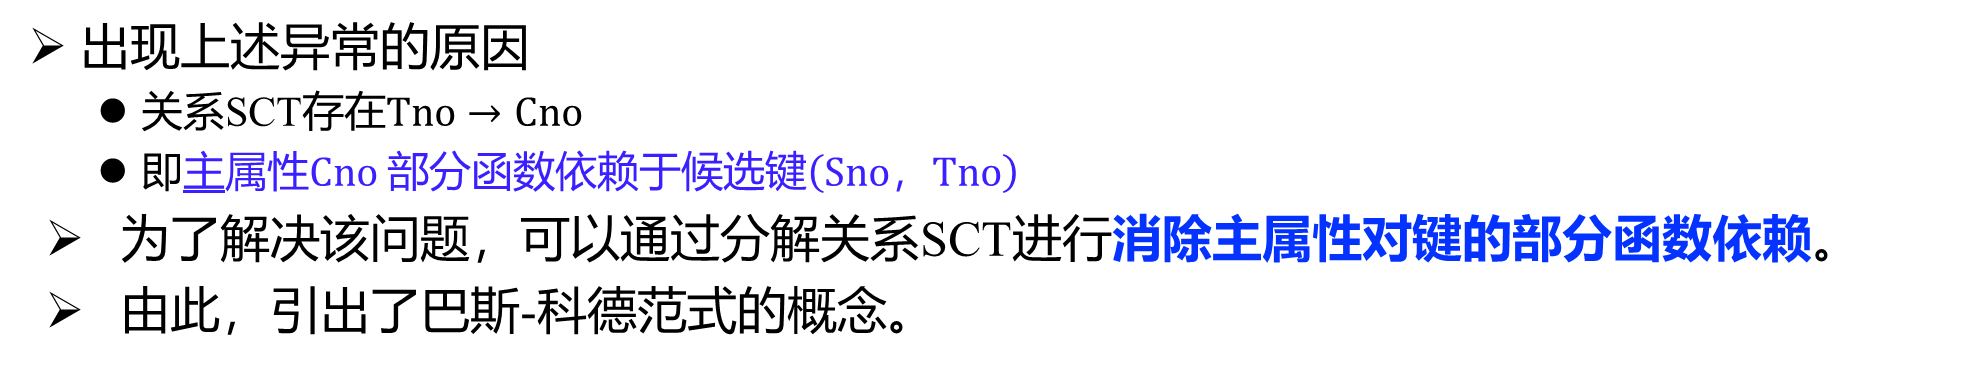 ➢ 出现上述异常的原因
● 关系SCT存在Tno → Cno
● 即主属性Cno 部分函数依赖于候选键(Sno，Tno)
➢ 为了解决该问题，可以通过分解关系SCT进行消除主属性对键的部分函数依赖。
➢ 由此，引出了巴斯-科德范式的概念。